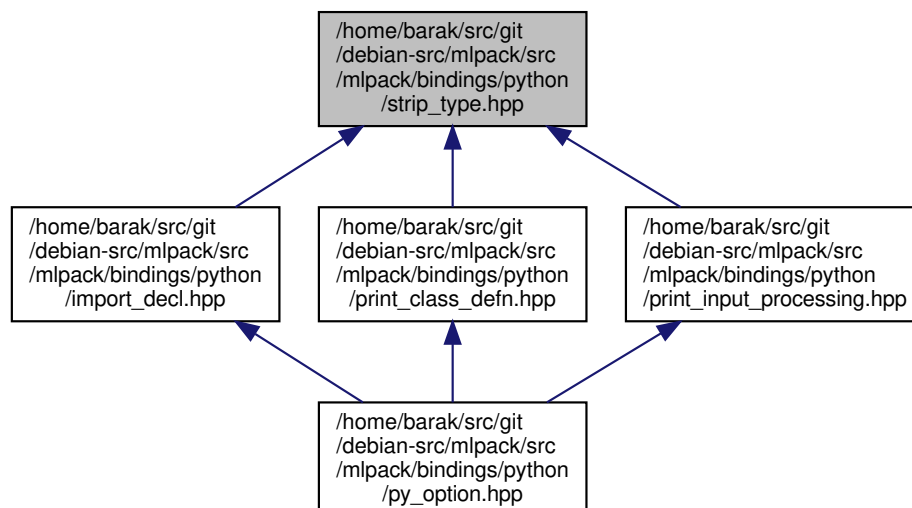 /home/barak/src/git
/debian-src/mlpack/src
/mlpack/bindings/python
/strip_type.hpp
/home/barak/src/git
/debian-src/mlpack/src
/mlpack/bindings/python
/import_decl.hpp
/home/barak/src/git
/debian-src/mlpack/src
/mlpack/bindings/python
/print_class_defn.hpp
/home/barak/src/git
/debian-src/mlpack/src
/mlpack/bindings/python
/print_input_processing.hpp
/home/barak/src/git
/debian-src/mlpack/src
/mlpack/bindings/python
/py_option.hpp